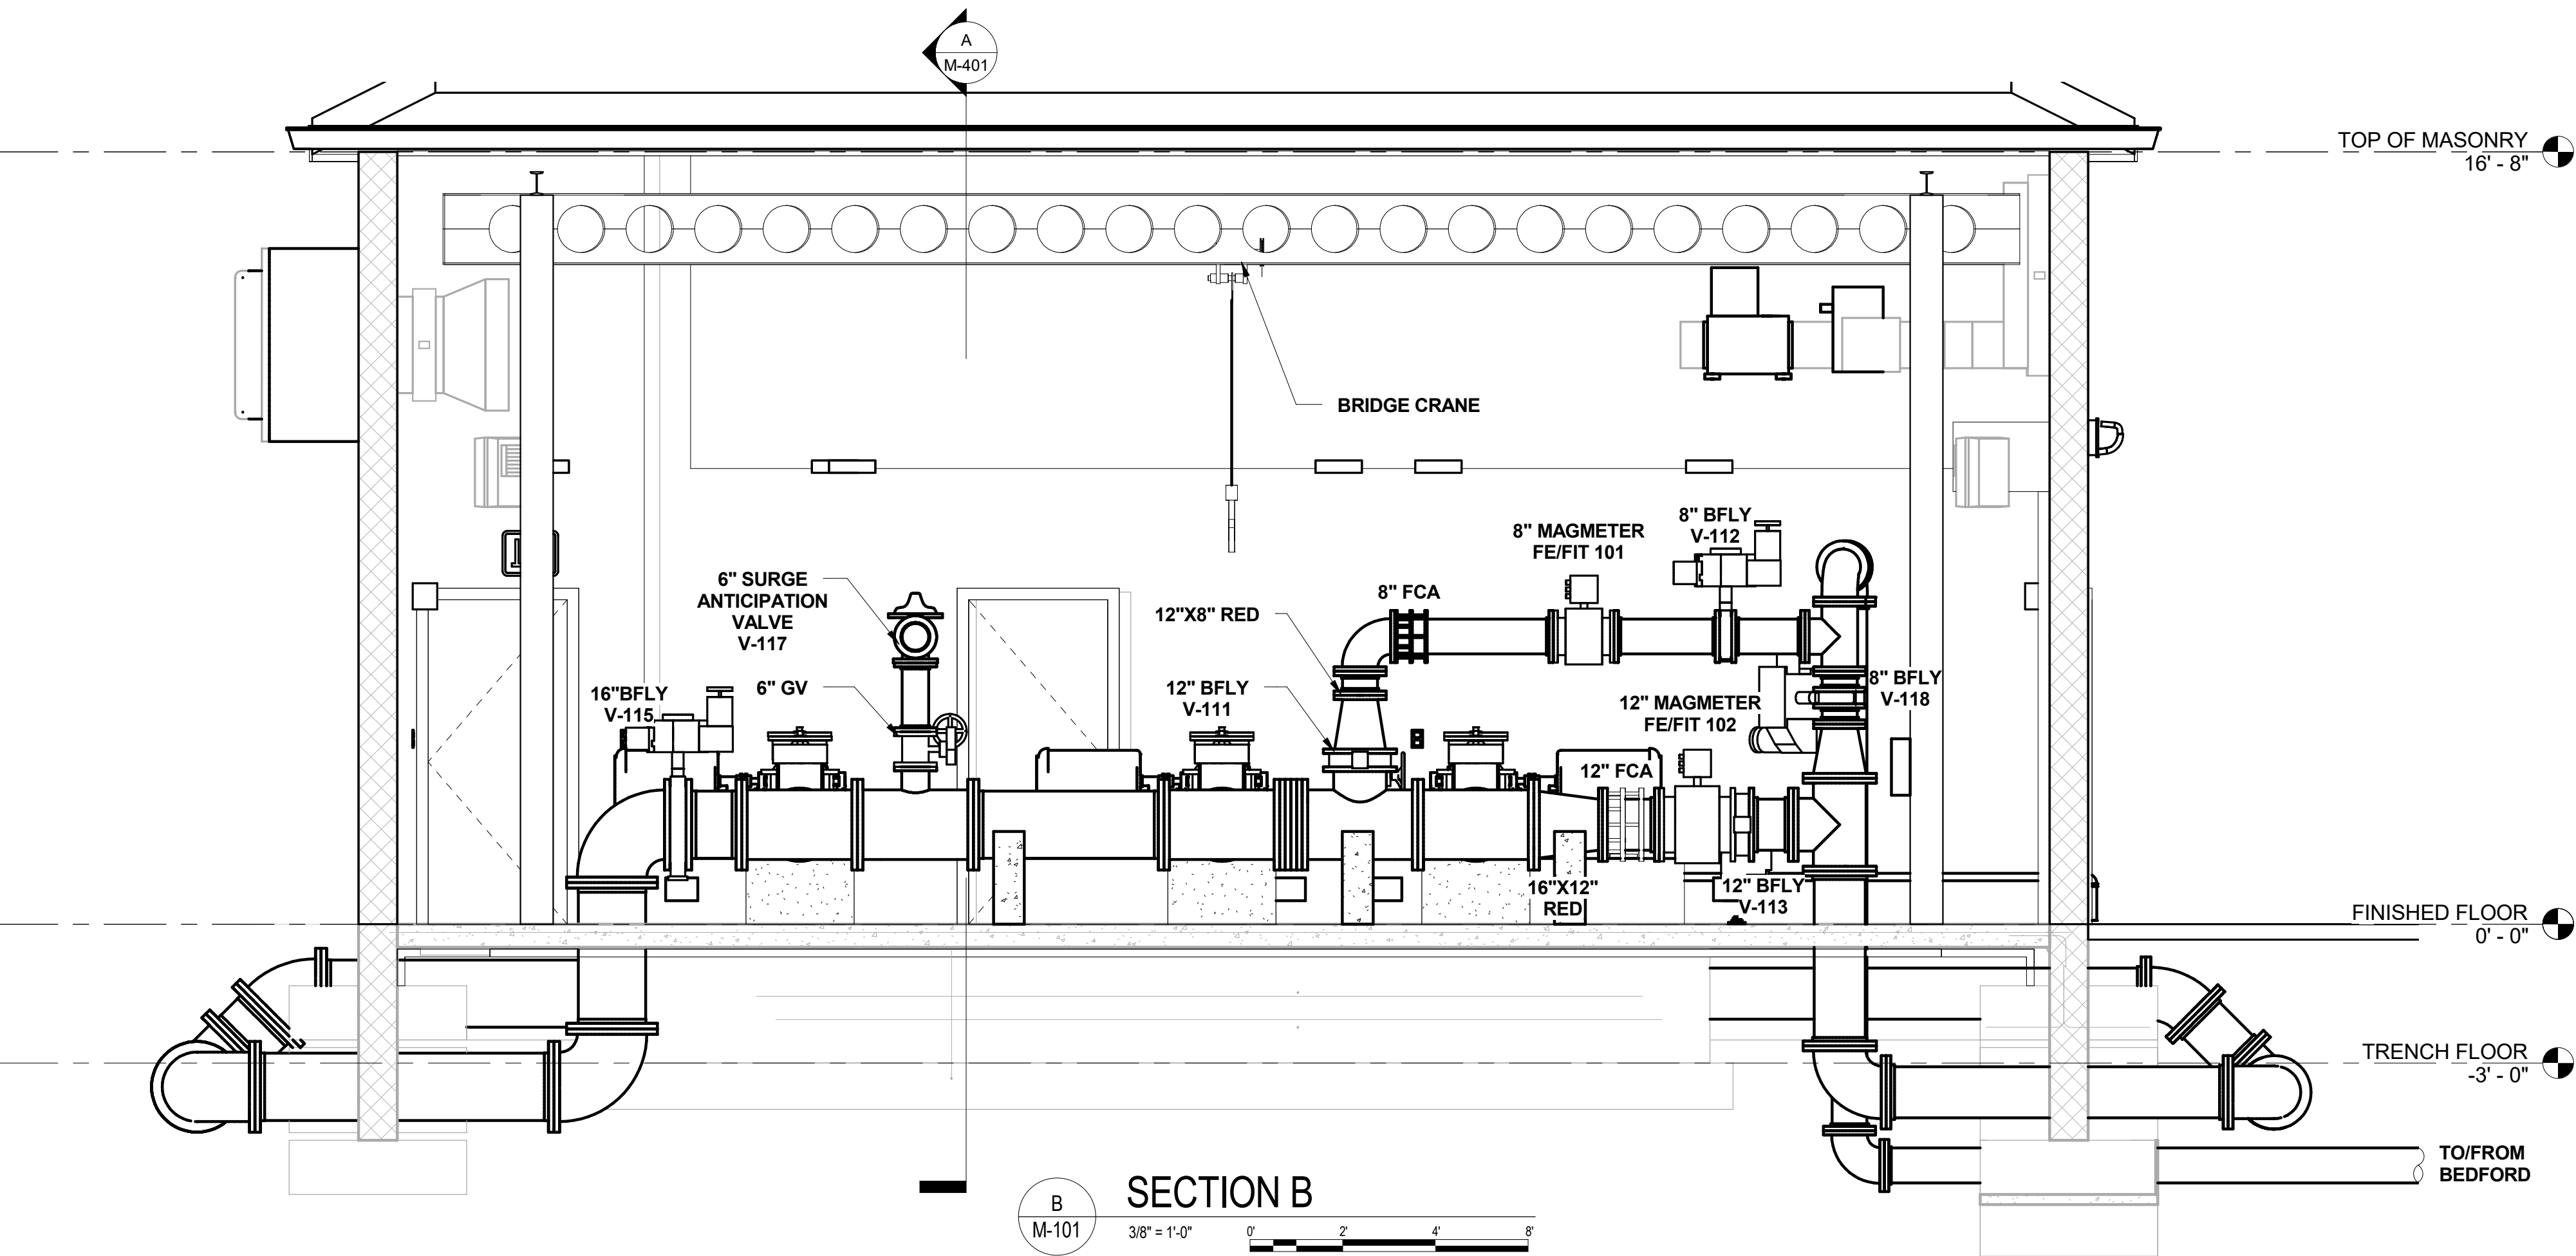 A
M-401
TOP OF MASONRY
16' - 8"
BRIDGE CRANE
8" BFLY
V-112
8" MAGMETER
FE/FIT 101
6" SURGE
ANTICIPATION
VALVE
V-117
8" FCA
12"X8" RED
16"BFLY
V-115
6" GV
12" BFLY
V-111
12" MAGMETER
FE/FIT 102
8" BFLY
V-118
12" FCA
16"X12"
RED
12" BFLY
V-113
FINISHED FLOOR
0' - 0"
TRENCH FLOOR
-3' - 0"
TO/FROM
BEDFORD
B
M-101
SECTION B
3/8" = 1'-0"
0' 2' 4' 8'